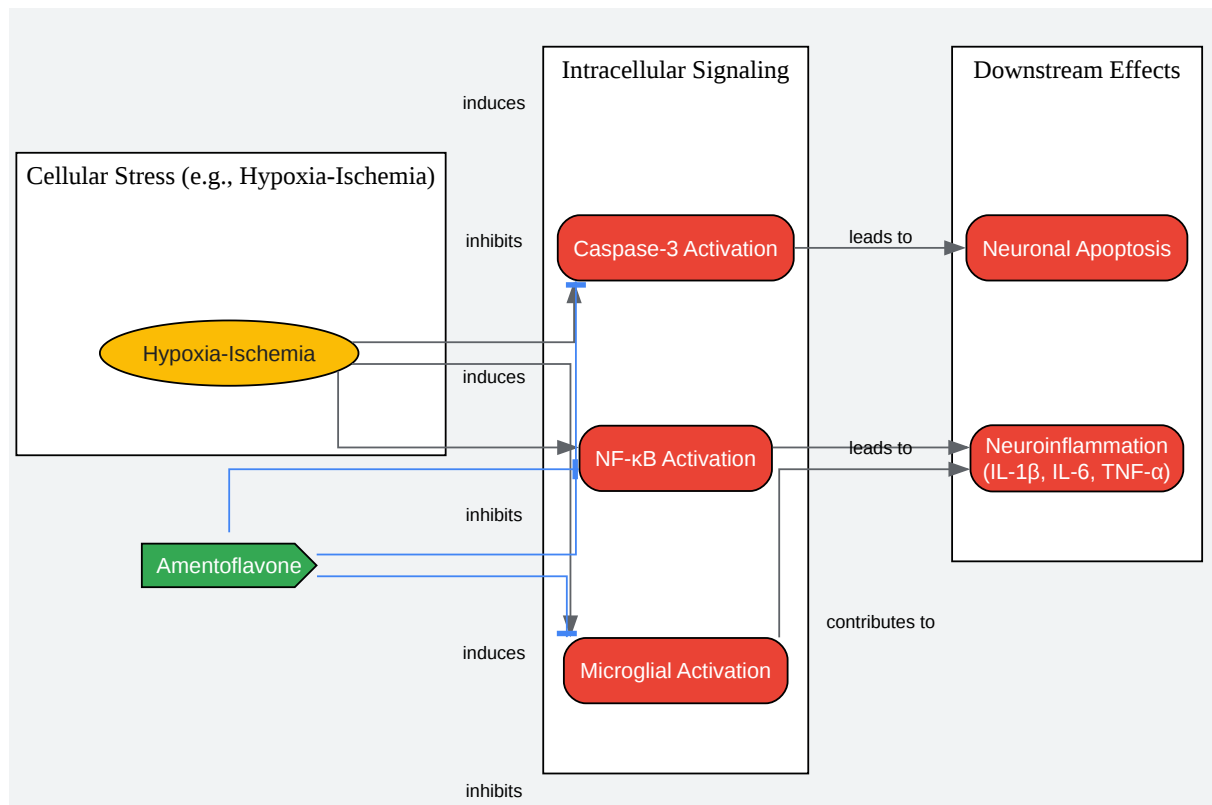 Intracellular Signaling
Downstream Effects
induces
Cellular Stress (e.g., Hypoxia-Ischemia)
inhibits
Caspase-3 Activation
leads to
Neuronal Apoptosis
Hypoxia-Ischemia
induces
NF-κB Activation
leads to
Neuroinflammation
(IL-1β, IL-6, TNF-α)
inhibits
Amentoflavone
contributes to
induces
Microglial Activation
inhibits